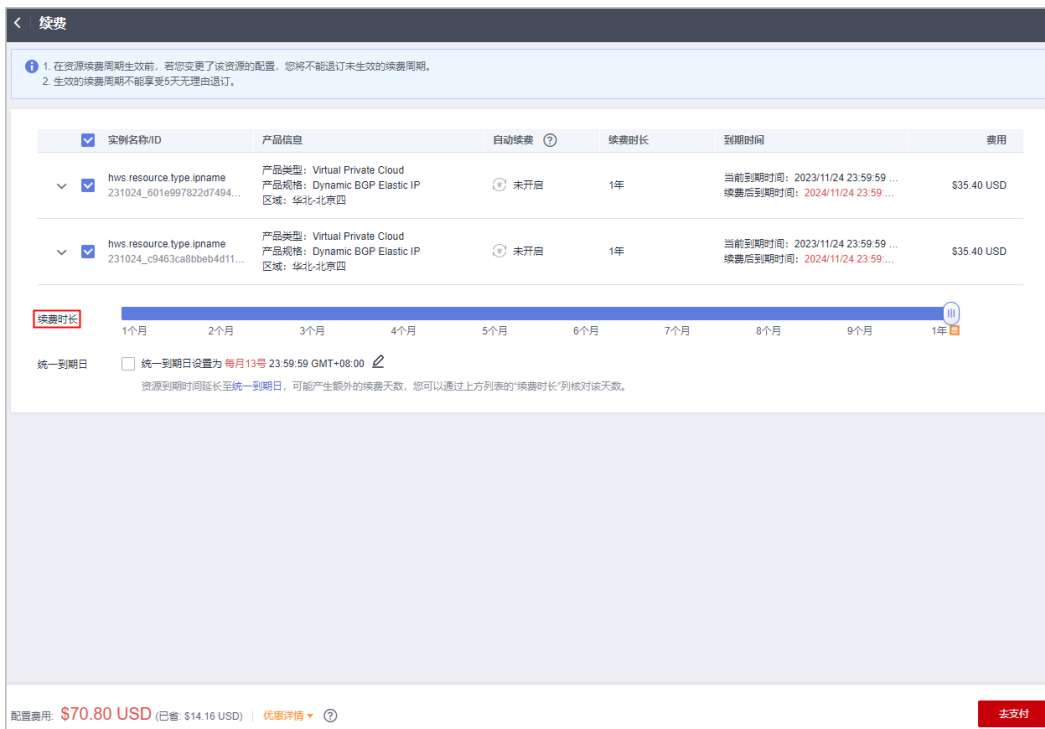 续费
1. 在资源续费周期生效前，若您变更了该资源的配置，您将不能退订未生效的续费周期。
2. 生效的续费周期不能享受5天无理由退订。
实例名称/ID 产品信息 自动续费 续费时长 到期时间 费用
hws.resource.type.ipname 产品类型：Virtual Private Cloud 当前到期时间：2023/11/24 23:59:59 ...
231024_601e997822d7494... 产品规格：Dynamic BGP Elastic IP 未开启 1年 续费后到期时间：2024/11/24 23:59:... $35.40 USD
区域：华北-北京四
hws.resource.type.ipname 产品类型：Virtual Private Cloud 当前到期时间：2023/11/24 23:59:59 ...
231024_c9463ca8bbeb4d11... 产品规格：Dynamic BGP Elastic IP 未开启 1年 续费后到期时间：2024/11/24 23:59:... $35.40 USD
区域：华北-北京四
续费时长
1个月 2个月 3个月 4个月 5个月 6个月 7个月 8个月 9个月 1年
统一到期日 统一到期日设置为 每月13号 23:59:59 GMT+08:00
资源到期时间延长至统一到期日，可能产生额外的续费天数，您可以通过上方列表的“续费时长”列核对该天数。
配置费用: $70.80 USD (已省: $14.16 USD) 优惠详情 去支付